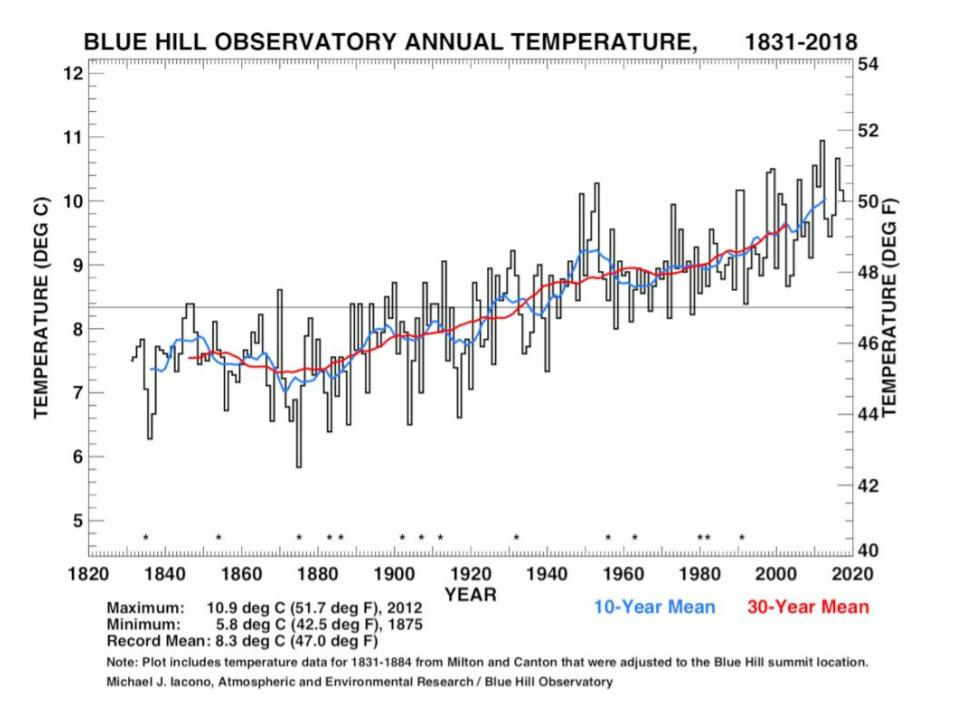 BLUE HILL OBSERVATORY ANNUAL TEMPERATURE, 1831-2018
12
11
10
9
8
7
6
5
TEMPERATURE (DEG C)
54
52
50
48
46
44
42
40
TEMPERATURE (DEG F)
* * * * * * * * * * * * * *
1820 1840 1860 1880 1900 1920 1940 1960 1980 2000 2020
YEAR
Maximum: 10.9 deg C (51.7 deg F), 2012
Minimum: 5.8 deg C (42.5 deg F), 1875
Record Mean: 8.3 deg C (47.0 deg F)
10-Year Mean 30-Year Mean
Note: Plot includes temperature data for 1831-1884 from Milton and Canton that were adjusted to the Blue Hill summit location.
Michael J. Iacono, Atmospheric and Environmental Research / Blue Hill Observatory